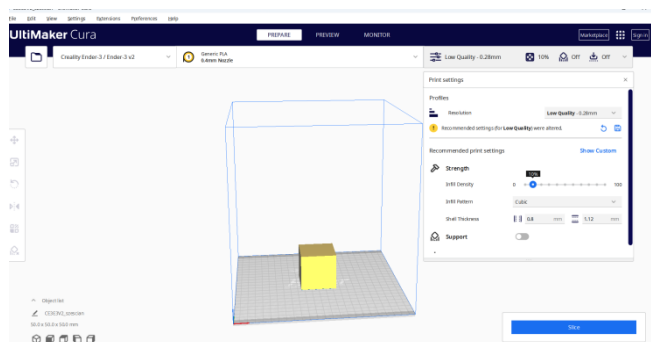 File Edit View Settings Extensions Preferences Help
UltiMaker Cura PREPARE PREVIEW MONITOR Marketplace Sign in
Creality Ender-3 / Ender-3 v2
Generic PLA
0.4mm Nozzle
Low Quality - 0.28mm 10% Off Off
Print settings
Profiles
Resolution Low Quality - 0.28mm
Recommended settings (for Low Quality) were altered.
Recommended print settings Show Custom
Strength
10%
Infill Density 0 100
Infill Pattern Cubic
Shell Thickness 0.8 mm 1.12 mm
Support
Object list
50.0 x 50.0 x 50.0 mm
Slice